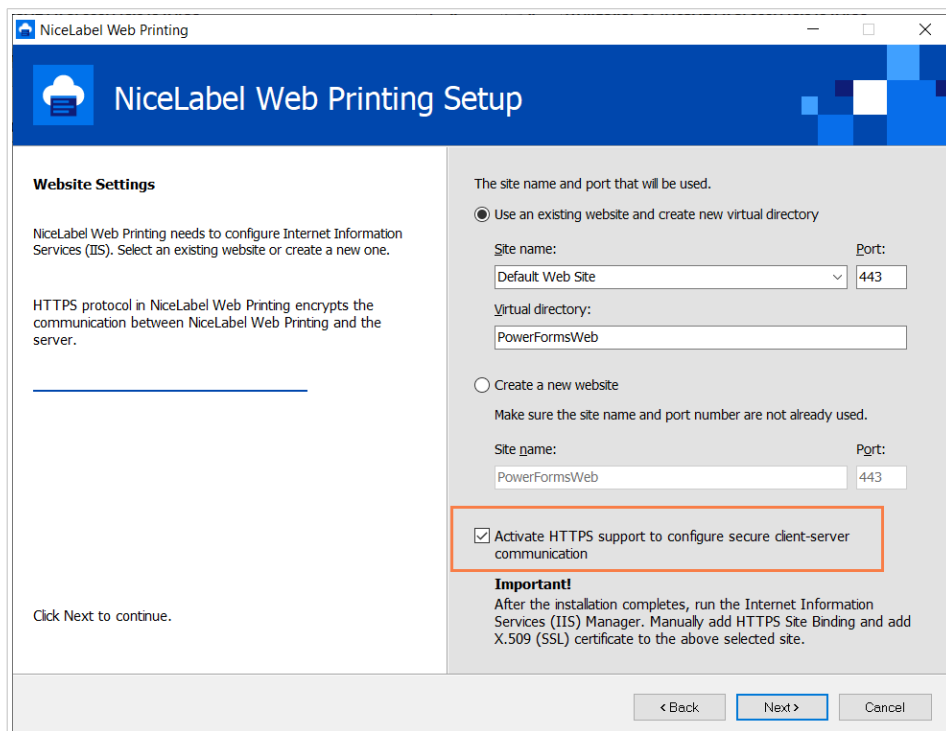 NiceLabel Web Printing
NiceLabel Web Printing Setup
Website Settings
NiceLabel Web Printing needs to configure Internet Information
Services (IIS). Select an existing website or create a new one.
HTTPS protocol in NiceLabel Web Printing encrypts the
communication between NiceLabel Web Printing and the
server.
Click Next to continue.
The site name and port that will be used.
Use an existing website and create new virtual directory
Site name: Port:
Default Web Site 443
Virtual directory:
PowerFormsWeb
Create a new website
Make sure the site name and port number are not already used.
Site name: Port:
PowerFormsWeb 443
Activate HTTPS support to configure secure client-server
communication
Important!
After the installation completes, run the Internet Information
Services (IIS) Manager. Manually add HTTPS Site Binding and add
X.509 (SSL) certificate to the above selected site.
< Back Next > Cancel